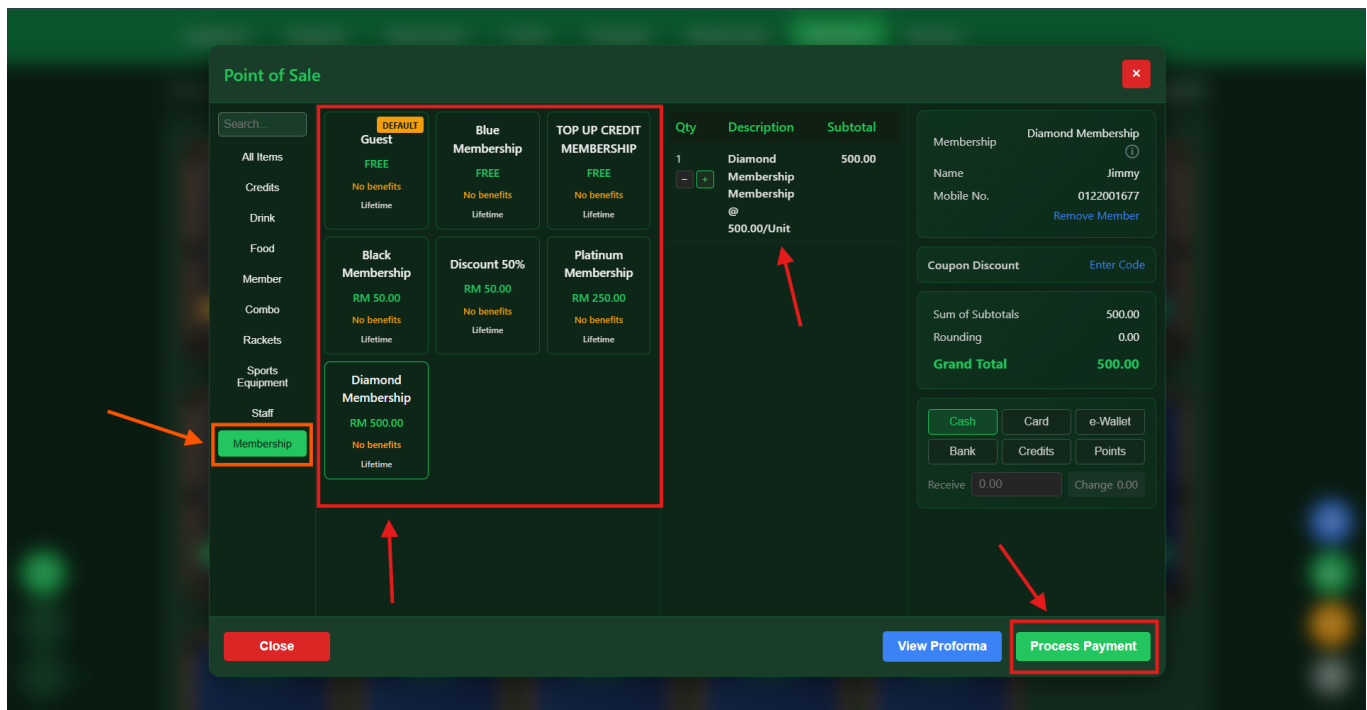 Point of Sale
×
Search...
All Items
Credits
Drink
Food
Member
Combo
Rackets
Sports
Equipment
Staff
Membership
DEFAULT
Guest
FREE
No benefits
Lifetime
Blue
Membership
FREE
No benefits
Lifetime
TOP UP CREDIT
MEMBERSHIP
FREE
No benefits
Lifetime
Black
Membership
RM 50.00
No benefits
Lifetime
Discount 50%
RM 50.00
No benefits
Lifetime
Platinum
Membership
RM 250.00
No benefits
Lifetime
Diamond
Membership
RM 500.00
No benefits
Lifetime
Qty Description Subtotal
1 Diamond 500.00
− + Membership
Membership
@
500.00/Unit
Membership Diamond Membership
Name Jimmy
Mobile No. 0122001677
Remove Member
Coupon Discount Enter Code
Sum of Subtotals 500.00
Rounding 0.00
Grand Total 500.00
Cash Card e-Wallet
Bank Credits Points
Receive 0.00 Change 0.00
Close View Proforma Process Payment